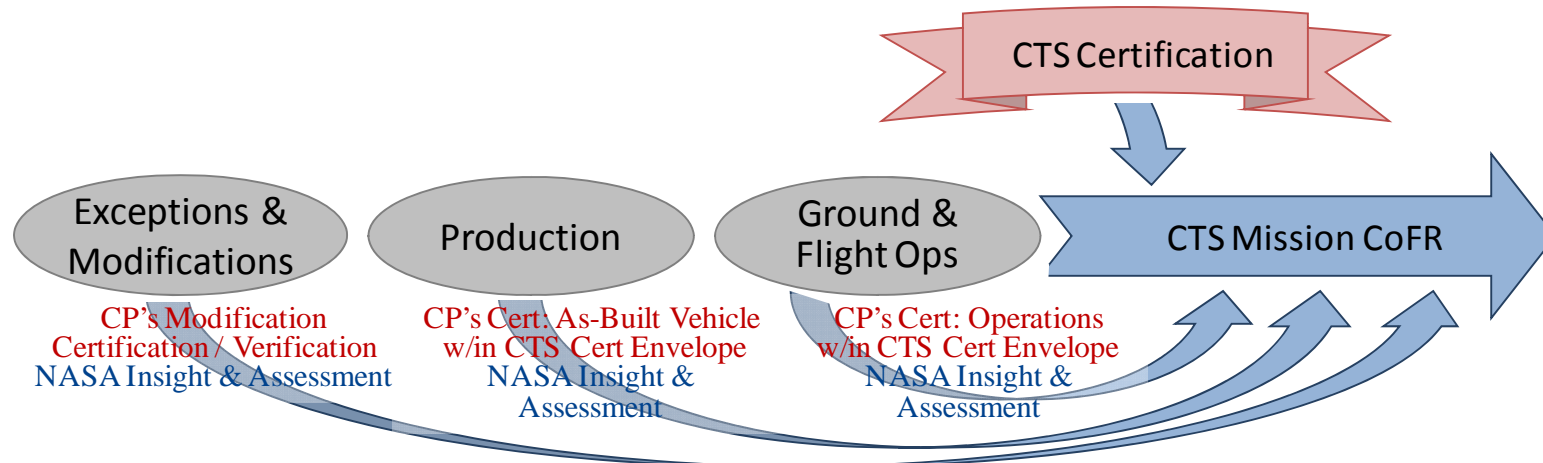 CTS Certification
Exceptions &
Modifications
Production
Ground &
Flight Ops
CTS Mission CoFR
CP's Modification
Certification / Verification
NASA Insight & Assessment
CP's Cert: As-Built Vehicle
w/in CTS Cert Envelope
NASA Insight &
Assessment
CP's Cert: Operations
w/in CTS Cert Envelope
NASA Insight &
Assessment